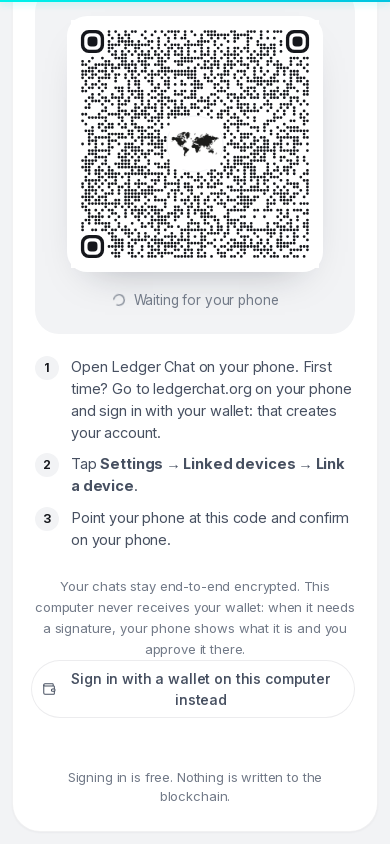 Waiting for your phone
1 Open Ledger Chat on your phone. First
time? Go to ledgerchat.org on your phone
and sign in with your wallet: that creates
your account.
2 Tap Settings → Linked devices → Link
a device.
3 Point your phone at this code and confirm
on your phone.
Your chats stay end-to-end encrypted. This
computer never receives your wallet: when it needs
a signature, your phone shows what it is and you
approve it there.
Sign in with a wallet on this computer
instead
Signing in is free. Nothing is written to the
blockchain.